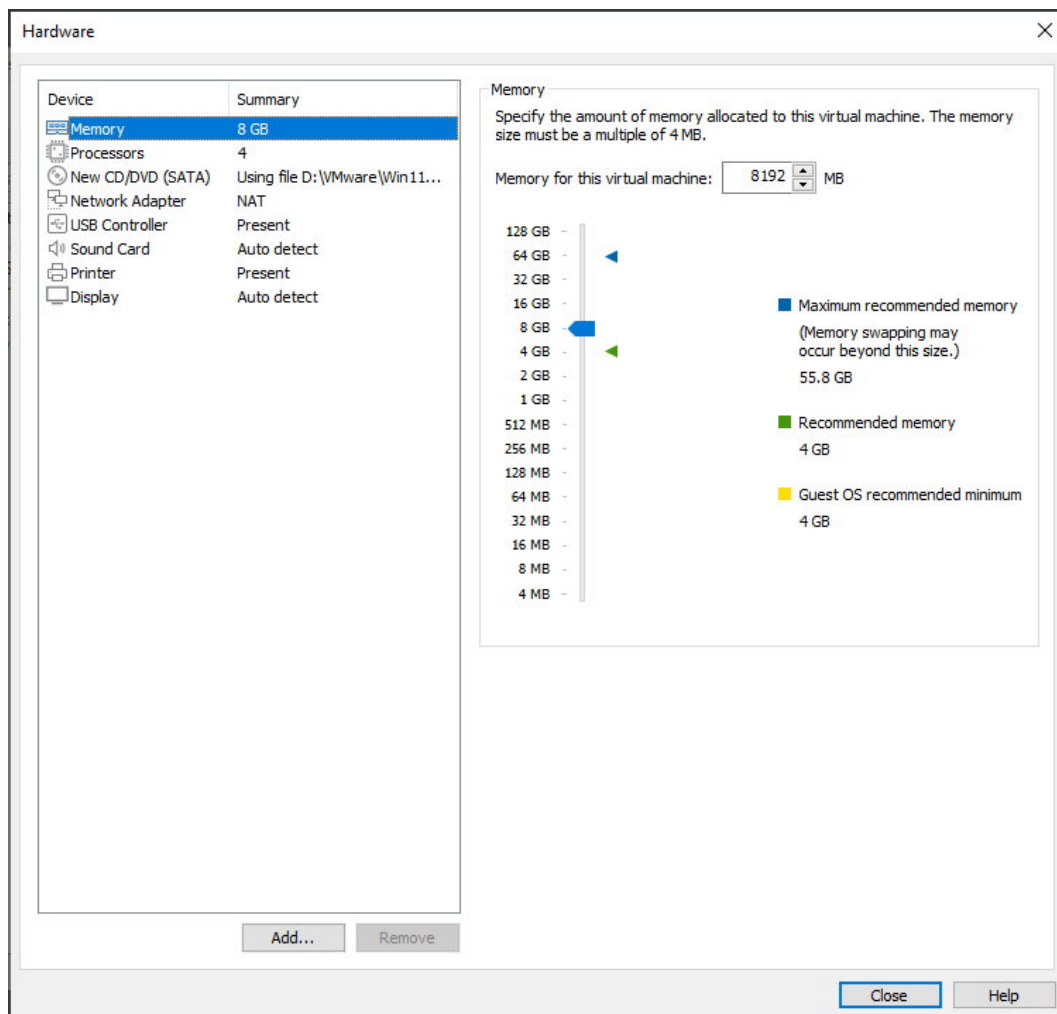 Hardware
Device Summary
Memory 8 GB
Processors 4
New CD/DVD (SATA) Using file D:\VMware\Win11...
Network Adapter NAT
USB Controller Present
Sound Card Auto detect
Printer Present
Display Auto detect
Add... Remove
Memory
Specify the amount of memory allocated to this virtual machine. The memory
size must be a multiple of 4 MB.
Memory for this virtual machine: 8192 MB
128 GB
64 GB
32 GB
16 GB
8 GB
4 GB
2 GB
1 GB
512 MB
256 MB
128 MB
64 MB
32 MB
16 MB
8 MB
4 MB
Maximum recommended memory
(Memory swapping may
occur beyond this size.)
55.8 GB
Recommended memory
4 GB
Guest OS recommended minimum
4 GB
Close Help